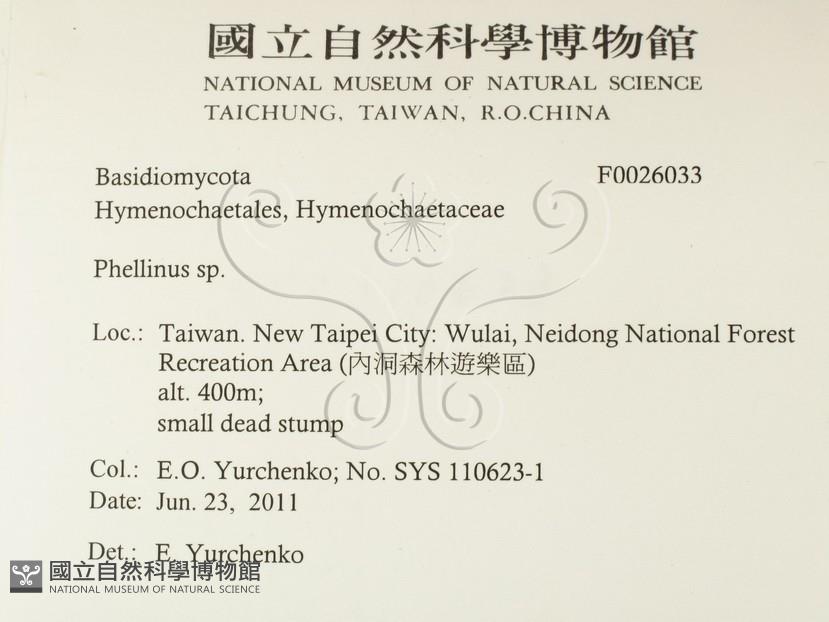 國立自然科學博物館
NATIONAL MUSEUM OF NATURAL SCIENCE
TAICHUNG, TAIWAN, R.O.CHINA
Basidiomycota F0026033
Hymenochaetales, Hymenochaetaceae
Phellinus sp.
Loc.: Taiwan. New Taipei City: Wulai, Neidong National Forest
Recreation Area (內洞森林遊樂區)
alt. 400m;
small dead stump
Col.: E.O. Yurchenko; No. SYS 110623-1
Date: Jun. 23, 2011
Det.: E. Yurchenko
國立自然科學博物館
NATIONAL MUSEUM OF NATURAL SCIENCE